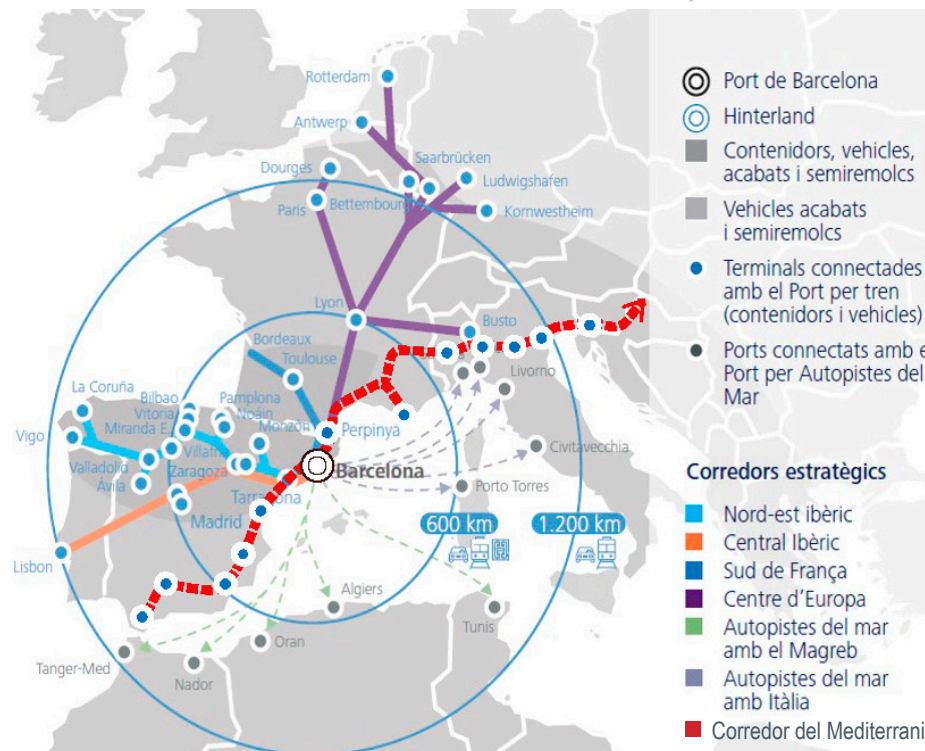 Rotterdam
Antwerp
Dourges
Saarbrücken
Ludwigshafen
Paris
Bettembourg
Kornwestheim
Lyon
Busto
Bordeaux
Toulouse
Livorno
La Coruña
Bilbao
Pamplona
Vitoria
Noáin
Miranda E.
Monzón
Perpinya
Vigo
Civitavecchia
Valladolid
Villafría
Ávila
Zaragoza
Barcelona
Tarragona
Porto Torres
Madrid
600 km
1.200 km
Lisbon
Algiers
Tunis
Oran
Tanger-Med
Nador
Port de Barcelona
Hinterland
Contenidors, vehicles,
acabats i semiremolcs
Vehicles acabats
i semiremolcs
Terminals connectades
amb el Port per tren
(contenidors i vehicles)
Ports connectats amb e
Port per Autopistes del
Mar
Corredors estratègics
Nord-est ibèric
Central Ibèric
Sud de França
Centre d'Europa
Autopistes del mar
amb el Magreb
Autopistes del mar
amb Itàlia
Corredor del Mediterrani